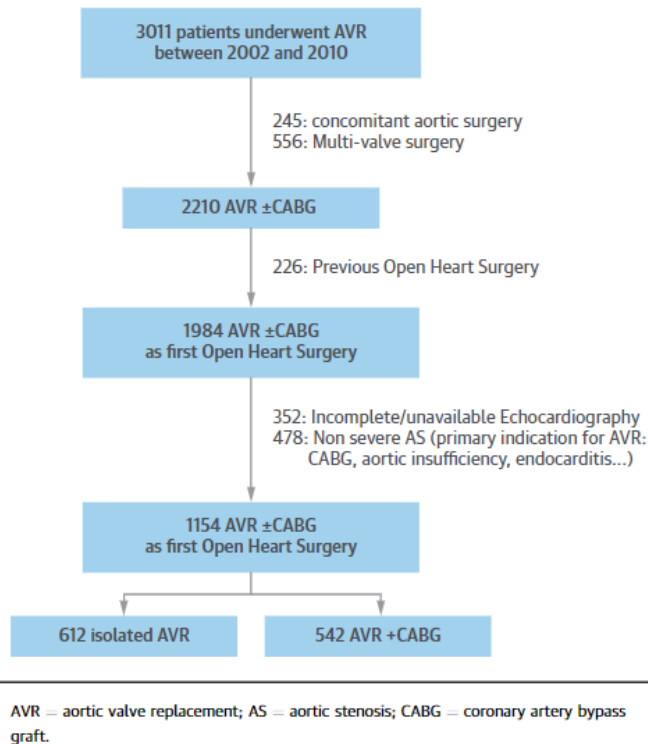 3011 patients underwent AVR
between 2002 and 2010
245: concomitant aortic surgery
556: Multi-valve surgery
2210 AVR ±CABG
226: Previous Open Heart Surgery
1984 AVR ±CABG
as first Open Heart Surgery
352: Incomplete/unavailable Echocardiography
478: Non severe AS (primary indication for AVR:
CABG, aortic insufficiency, endocarditis...)
1154 AVR ±CABG
as first Open Heart Surgery
612 isolated AVR
542 AVR +CABG
AVR = aortic valve replacement; AS = aortic stenosis; CABG = coronary artery bypass
graft.